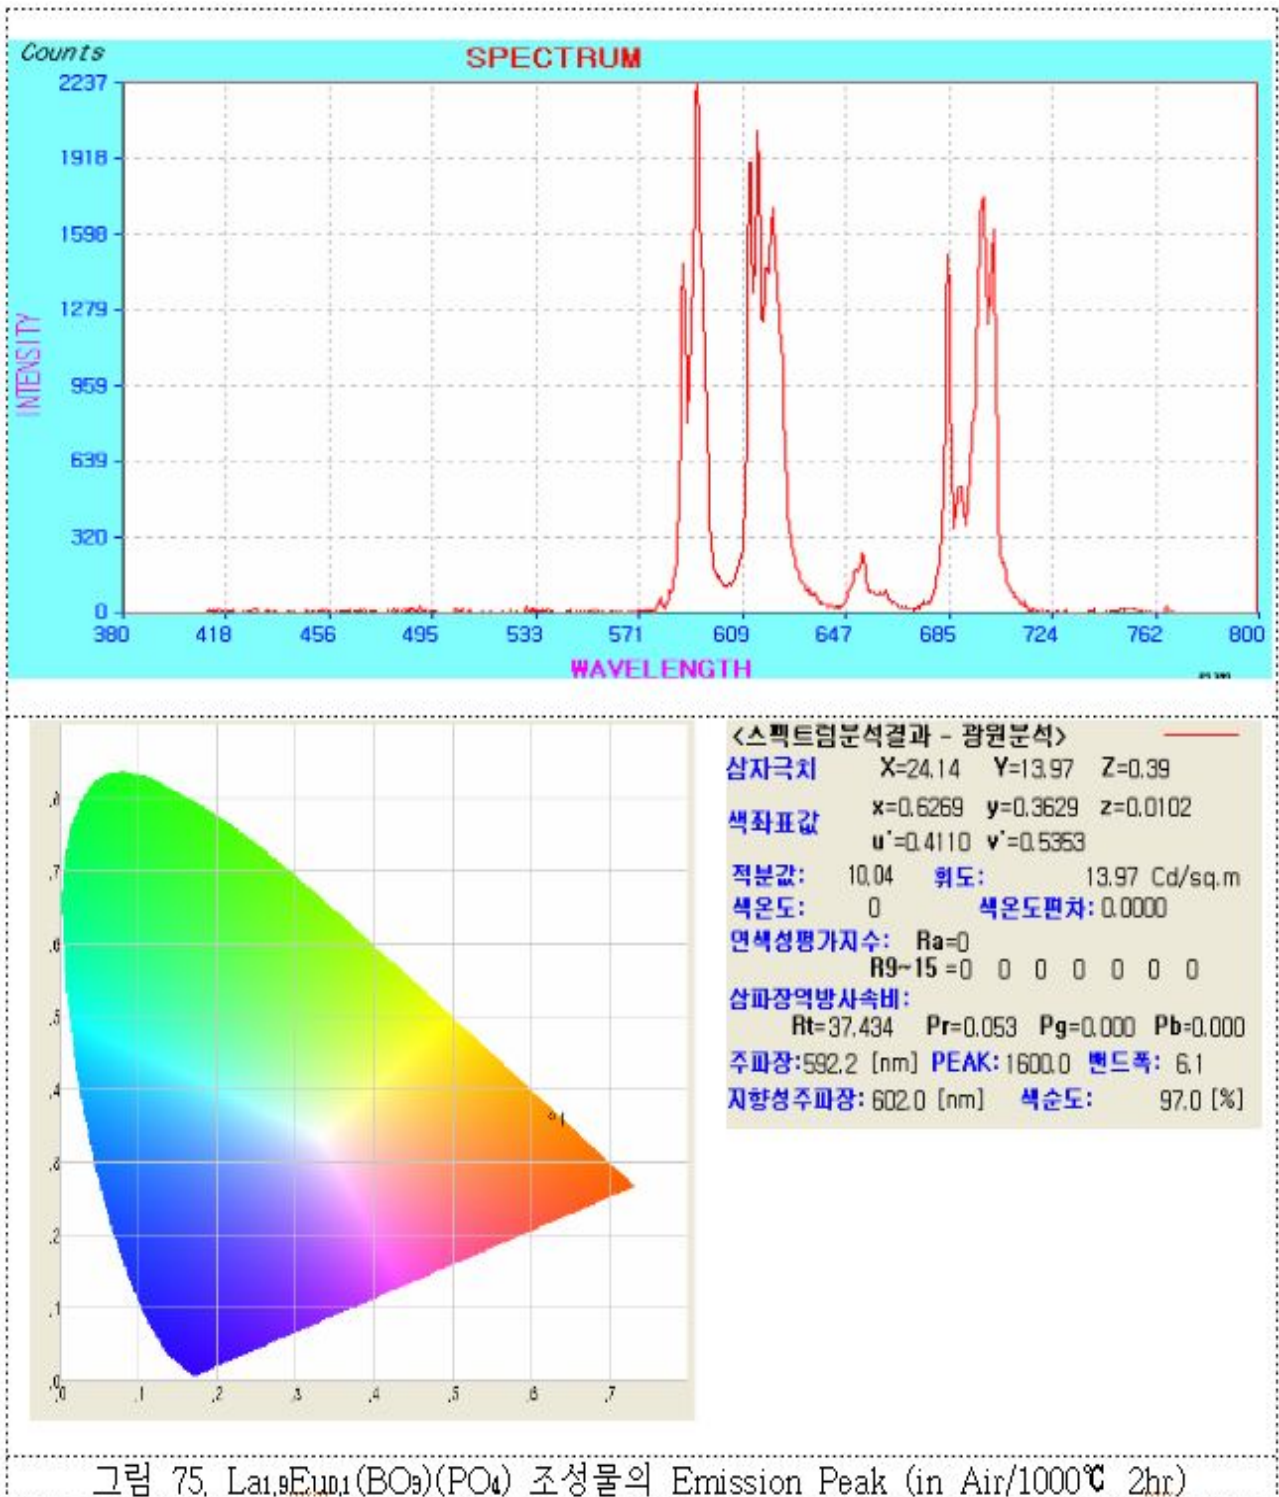 Counts
SPECTRUM
2237
1918
1598
1279
959
639
320
0
INTENSITY
380 418 456 495 533 571 609 647 685 724 762 800
WAVELENGTH
.8
.7
.6
.5
.4
.3
.2
.1
.0
.0 .1 .2 .3 .4 .5 .6 .7
1
<스펙트럼분석결과 - 광원분석>
삼자극치 X=24.14 Y=13.97 Z=0.39
색좌표값 x=0.6269 y=0.3629 z=0.0102
u'=0.4110 v'=0.5353
적분값: 10.04 휘도: 13.97 Cd/sq.m
색온도: 0 색온도편차: 0.0000
연색성평가지수: Ra=0
R9~15 =0 0 0 0 0 0 0
삼파장역방사속비:
Rt=37.434 Pr=0.053 Pg=0.000 Pb=0.000
주파장:592.2 [nm] PEAK:1600.0 밴드폭: 6.1
지향성주파장: 602.0 [nm] 색순도: 97.0 [%]
그림 75. La1.9Eu0.1(BO3)(PO4) 조성물의 Emission Peak (in Air/1000℃ 2hr)